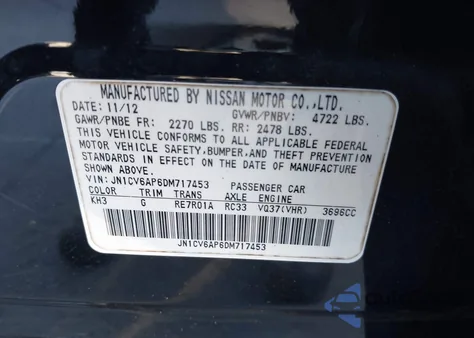 MANUFACTURED BY NISSAN MOTOR CO.,LTD.
DATE: 11/12 GVWR/PNBV: 4722 LBS.
GAWR/PNBE FR: 2270 LBS. RR: 2478 LBS.
THIS VEHICLE CONFORMS TO ALL APPLICABLE FEDERAL
MOTOR VEHICLE SAFETY, BUMPER, AND THEFT PREVENTION
STANDARDS IN EFFECT ON THE DATE OF MANUFACTURE
SHOWN ABOVE.
VIN: JN1CV6AP6DM717453 PASSENGER CAR
COLOR TRIM TRANS AXLE ENGINE
KH3 G RE7R01A RC33 VQ37(VHR) 3696CC
JN1CV6AP6DM717453